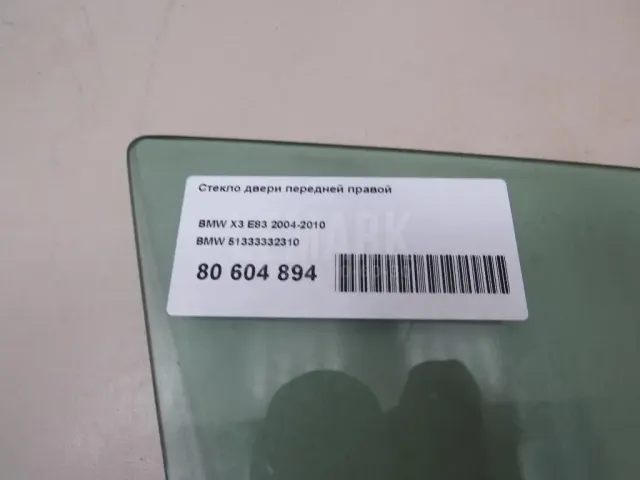 Стекло двери передней правой
BMW X3 E83 2004-2010
BMW 51333332310
80 604 894